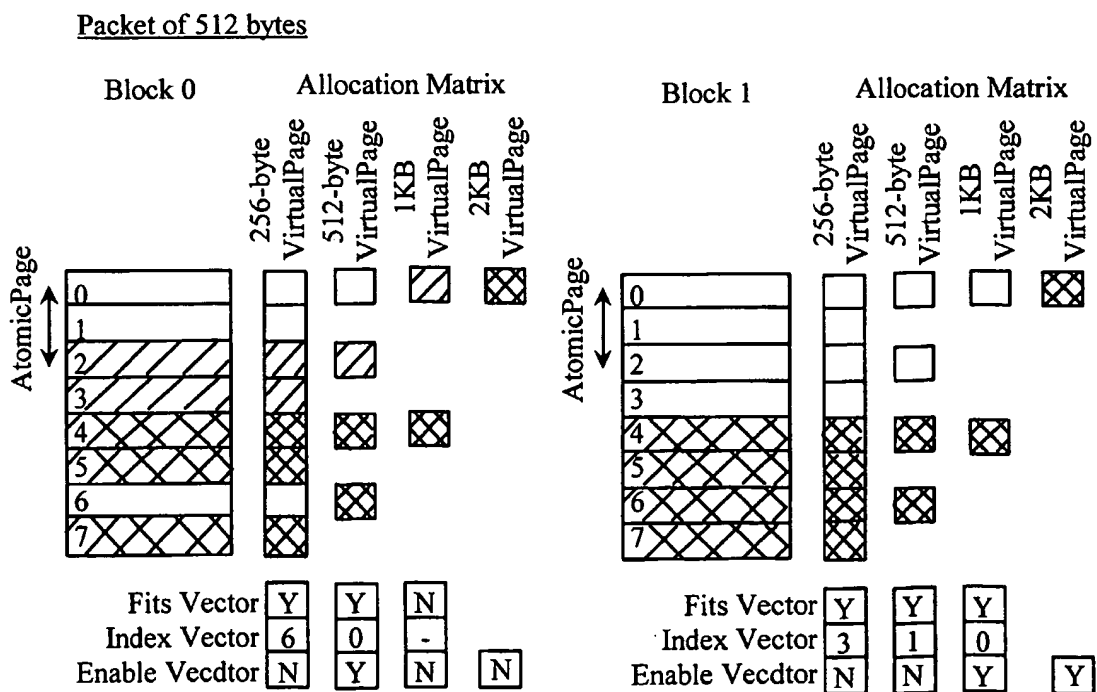 Packet of 512 bytes
Block 0
Allocation Matrix
256-byte
VirtualPage
512-byte
VirtualPage
1KB
VirtualPage
2KB
VirtualPage
AtomicPage
0
1
2
3
4
5
6
7
Fits Vector Y Y N
Index Vector 6 0 -
Enable Vecdtor N Y N N
Block 1
Allocation Matrix
256-byte
VirtualPage
512-byte
VirtualPage
1KB
VirtualPage
2KB
VirtualPage
AtomicPage
0
1
2
3
4
5
6
7
Fits Vector Y Y Y
Index Vector 3 1 0
Enable Vecdtor N N Y Y